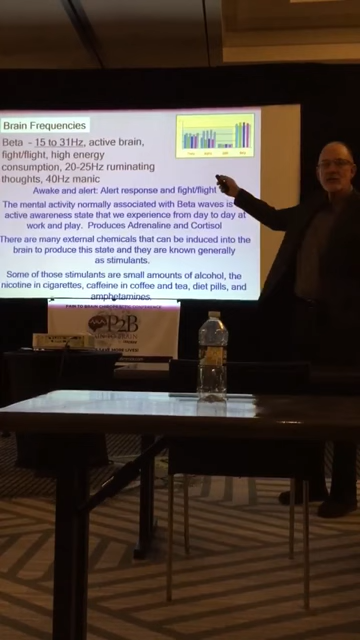 Brain Frequencies
Beta - 15 to 31Hz, active brain,
fight/flight, high energy
consumption, 20-25Hz ruminating
thoughts, 40Hz manic
Awake and alert: Alert response and fight/flight
The mental activity normally associated with Beta waves is
active awareness state that we experience from day to day at
work and play. Produces Adrenaline and Cortisol
There are many external chemicals that can be induced into the
brain to produce this state and they are known generally
as stimulants.
Some of those stimulants are small amounts of alcohol, the
nicotine in cigarettes, caffeine in coffee and tea, diet pills, and
amphetamines.
P2B